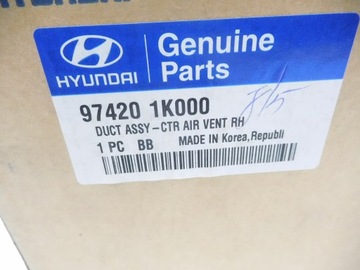 HYUNDAI
Genuine
Parts
97420 1K000
DUCT ASSY-CTR AIR VENT RH
1 PC BB MADE IN Korea,Republi